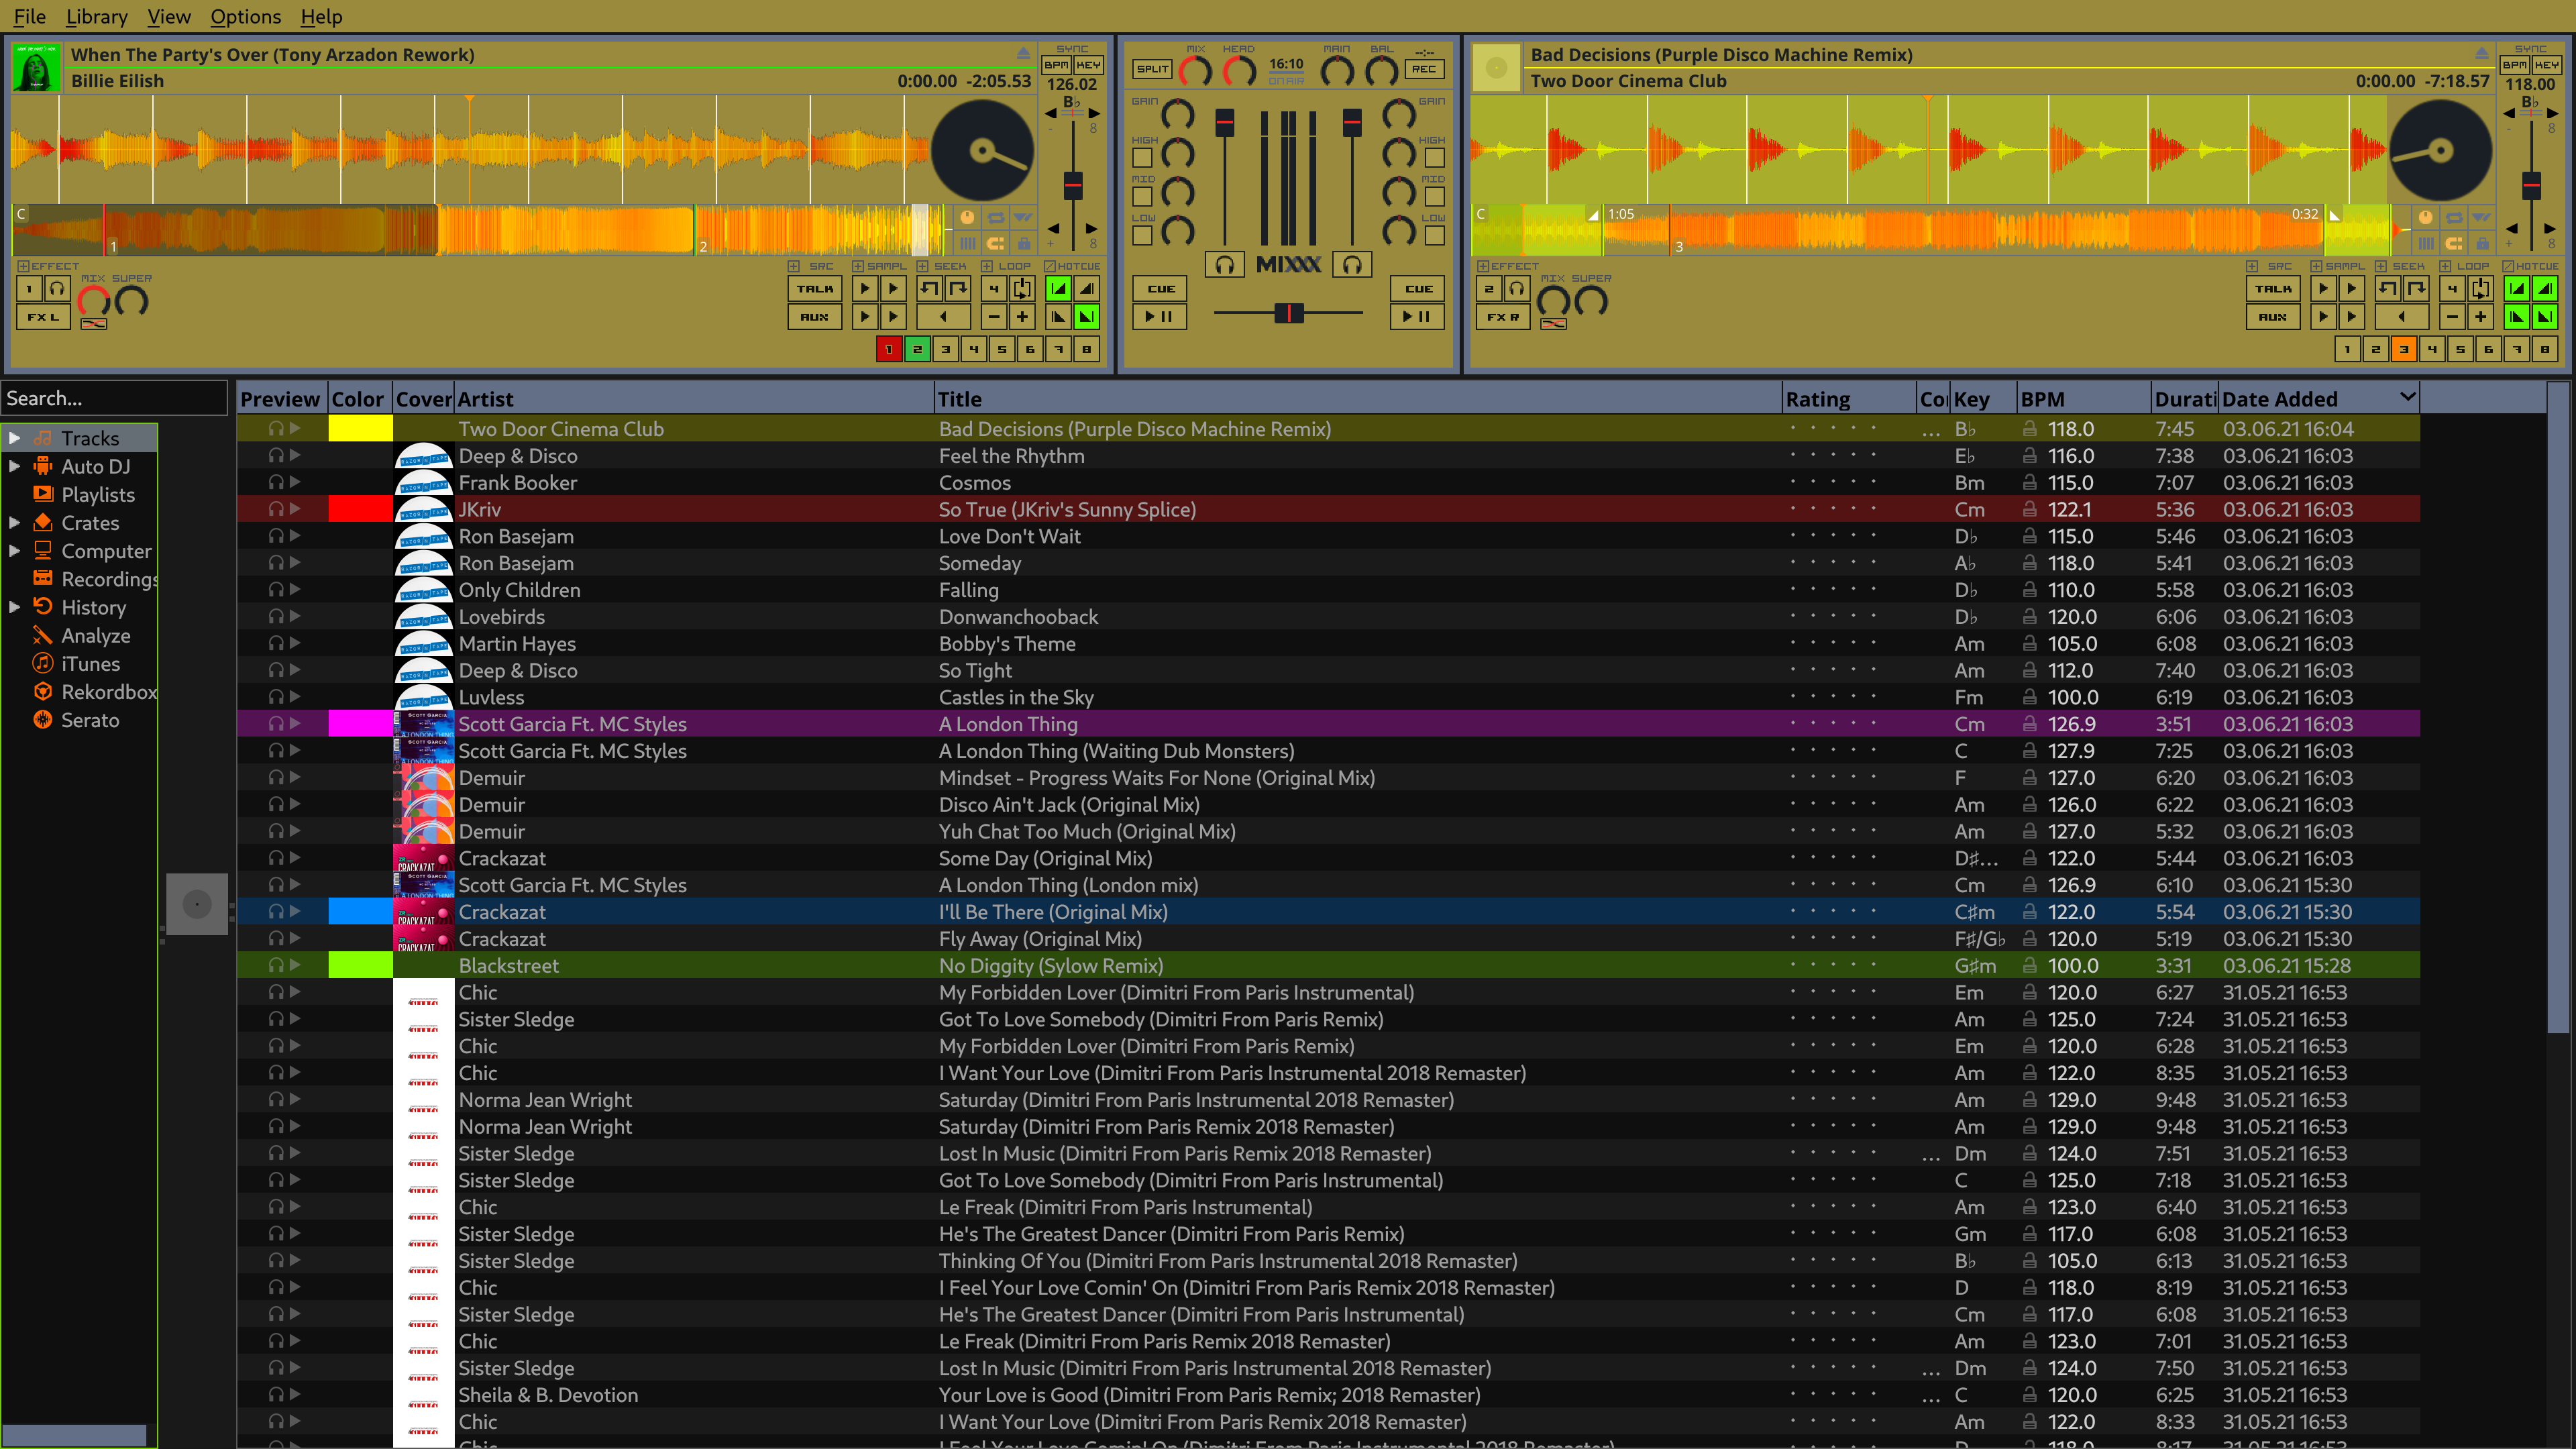 File Library View Options Help
When The Party's Over (Tony Arzadon Rework)
Billie Eilish 0:00.00 -2:05.53
SYNC
BPM KEY
126.02
B♭
- 8
C
1 2
+ 8
EFFECT
MIX SUPER
1
FX L
SRC SAMPL SEEK LOOP HOTCUE
TALK 4
AUX − +
1 2 3 4 5 6 7 8
MIX HEAD MAIN BAL --:--
SPLIT 16:10 REC
ON AIR
GAIN GAIN
HIGH HIGH
MID MID
LOW LOW
MIXXX
CUE CUE
Bad Decisions (Purple Disco Machine Remix)
Two Door Cinema Club 0:00.00 -7:18.57
SYNC
BPM KEY
118.00
B♭
- 8
C 1:05 0:32
3
+ 8
EFFECT
MIX SUPER
2
FX R
SRC SAMPL SEEK LOOP HOTCUE
TALK 4
AUX − +
1 2 3 4 5 6 7 8
Search...
Tracks
Auto DJ
Playlists
Crates
Computer
Recordings
History
Analyze
iTunes
Rekordbox
Serato
Preview Color Cover Artist Title Rating Co Key BPM Durati Date Added
Two Door Cinema Club Bad Decisions (Purple Disco Machine Remix) ... B♭ 118.0 7:45 03.06.21 16:04
Deep & Disco Feel the Rhythm E♭ 116.0 7:38 03.06.21 16:03
Frank Booker Cosmos Bm 115.0 7:07 03.06.21 16:03
JKriv So True (JKriv's Sunny Splice) Cm 122.1 5:36 03.06.21 16:03
Ron Basejam Love Don't Wait D♭ 115.0 5:46 03.06.21 16:03
Ron Basejam Someday A♭ 118.0 5:41 03.06.21 16:03
Only Children Falling D♭ 110.0 5:58 03.06.21 16:03
Lovebirds Donwanchooback D♭ 120.0 6:06 03.06.21 16:03
Martin Hayes Bobby's Theme Am 105.0 6:08 03.06.21 16:03
Deep & Disco So Tight Am 112.0 7:40 03.06.21 16:03
Luvless Castles in the Sky Fm 100.0 6:19 03.06.21 16:03
Scott Garcia Ft. MC Styles A London Thing Cm 126.9 3:51 03.06.21 16:03
Scott Garcia Ft. MC Styles A London Thing (Waiting Dub Monsters) C 127.9 7:25 03.06.21 16:03
Demuir Mindset - Progress Waits For None (Original Mix) F 127.0 6:20 03.06.21 16:03
Demuir Disco Ain't Jack (Original Mix) Am 126.0 6:22 03.06.21 16:03
Demuir Yuh Chat Too Much (Original Mix) Am 127.0 5:32 03.06.21 16:03
Crackazat Some Day (Original Mix) D♯... 122.0 5:44 03.06.21 16:03
Scott Garcia Ft. MC Styles A London Thing (London mix) Cm 126.9 6:10 03.06.21 15:30
Crackazat I'll Be There (Original Mix) C♯m 122.0 5:54 03.06.21 15:30
Crackazat Fly Away (Original Mix) F♯/G♭ 120.0 5:19 03.06.21 15:30
Blackstreet No Diggity (Sylow Remix) G♯m 100.0 3:31 03.06.21 15:28
Chic My Forbidden Lover (Dimitri From Paris Instrumental) Em 120.0 6:27 31.05.21 16:53
Sister Sledge Got To Love Somebody (Dimitri From Paris Remix) Am 125.0 7:24 31.05.21 16:53
Chic My Forbidden Lover (Dimitri From Paris Remix) Em 120.0 6:28 31.05.21 16:53
Chic I Want Your Love (Dimitri From Paris Instrumental 2018 Remaster) Am 122.0 8:35 31.05.21 16:53
Norma Jean Wright Saturday (Dimitri From Paris Instrumental 2018 Remaster) Am 129.0 9:48 31.05.21 16:53
Norma Jean Wright Saturday (Dimitri From Paris Remix 2018 Remaster) Am 129.0 9:48 31.05.21 16:53
Sister Sledge Lost In Music (Dimitri From Paris Remix 2018 Remaster) ... Dm 124.0 7:51 31.05.21 16:53
Sister Sledge Got To Love Somebody (Dimitri From Paris Instrumental) C 125.0 7:18 31.05.21 16:53
Chic Le Freak (Dimitri From Paris Instrumental) Am 123.0 6:40 31.05.21 16:53
Sister Sledge He's The Greatest Dancer (Dimitri From Paris Remix) Gm 117.0 6:08 31.05.21 16:53
Sister Sledge Thinking Of You (Dimitri From Paris Instrumental 2018 Remaster) B♭ 105.0 6:13 31.05.21 16:53
Chic I Feel Your Love Comin' On (Dimitri From Paris Remix 2018 Remaster) D 118.0 8:19 31.05.21 16:53
Sister Sledge He's The Greatest Dancer (Dimitri From Paris Instrumental) Cm 117.0 6:08 31.05.21 16:53
Chic Le Freak (Dimitri From Paris Remix 2018 Remaster) Am 123.0 7:01 31.05.21 16:53
Sister Sledge Lost In Music (Dimitri From Paris Instrumental 2018 Remaster) ... Dm 124.0 7:50 31.05.21 16:53
Sheila & B. Devotion Your Love is Good (Dimitri From Paris Remix; 2018 Remaster) ... C 120.0 6:25 31.05.21 16:53
Chic I Want Your Love (Dimitri From Paris Remix 2018 Remaster) Am 122.0 8:33 31.05.21 16:53
Chic I Feel Your Love Comin' On (Dimitri From Paris Instrumental 2018 Remaster) D 118.0 8:17 31.05.21 16:53